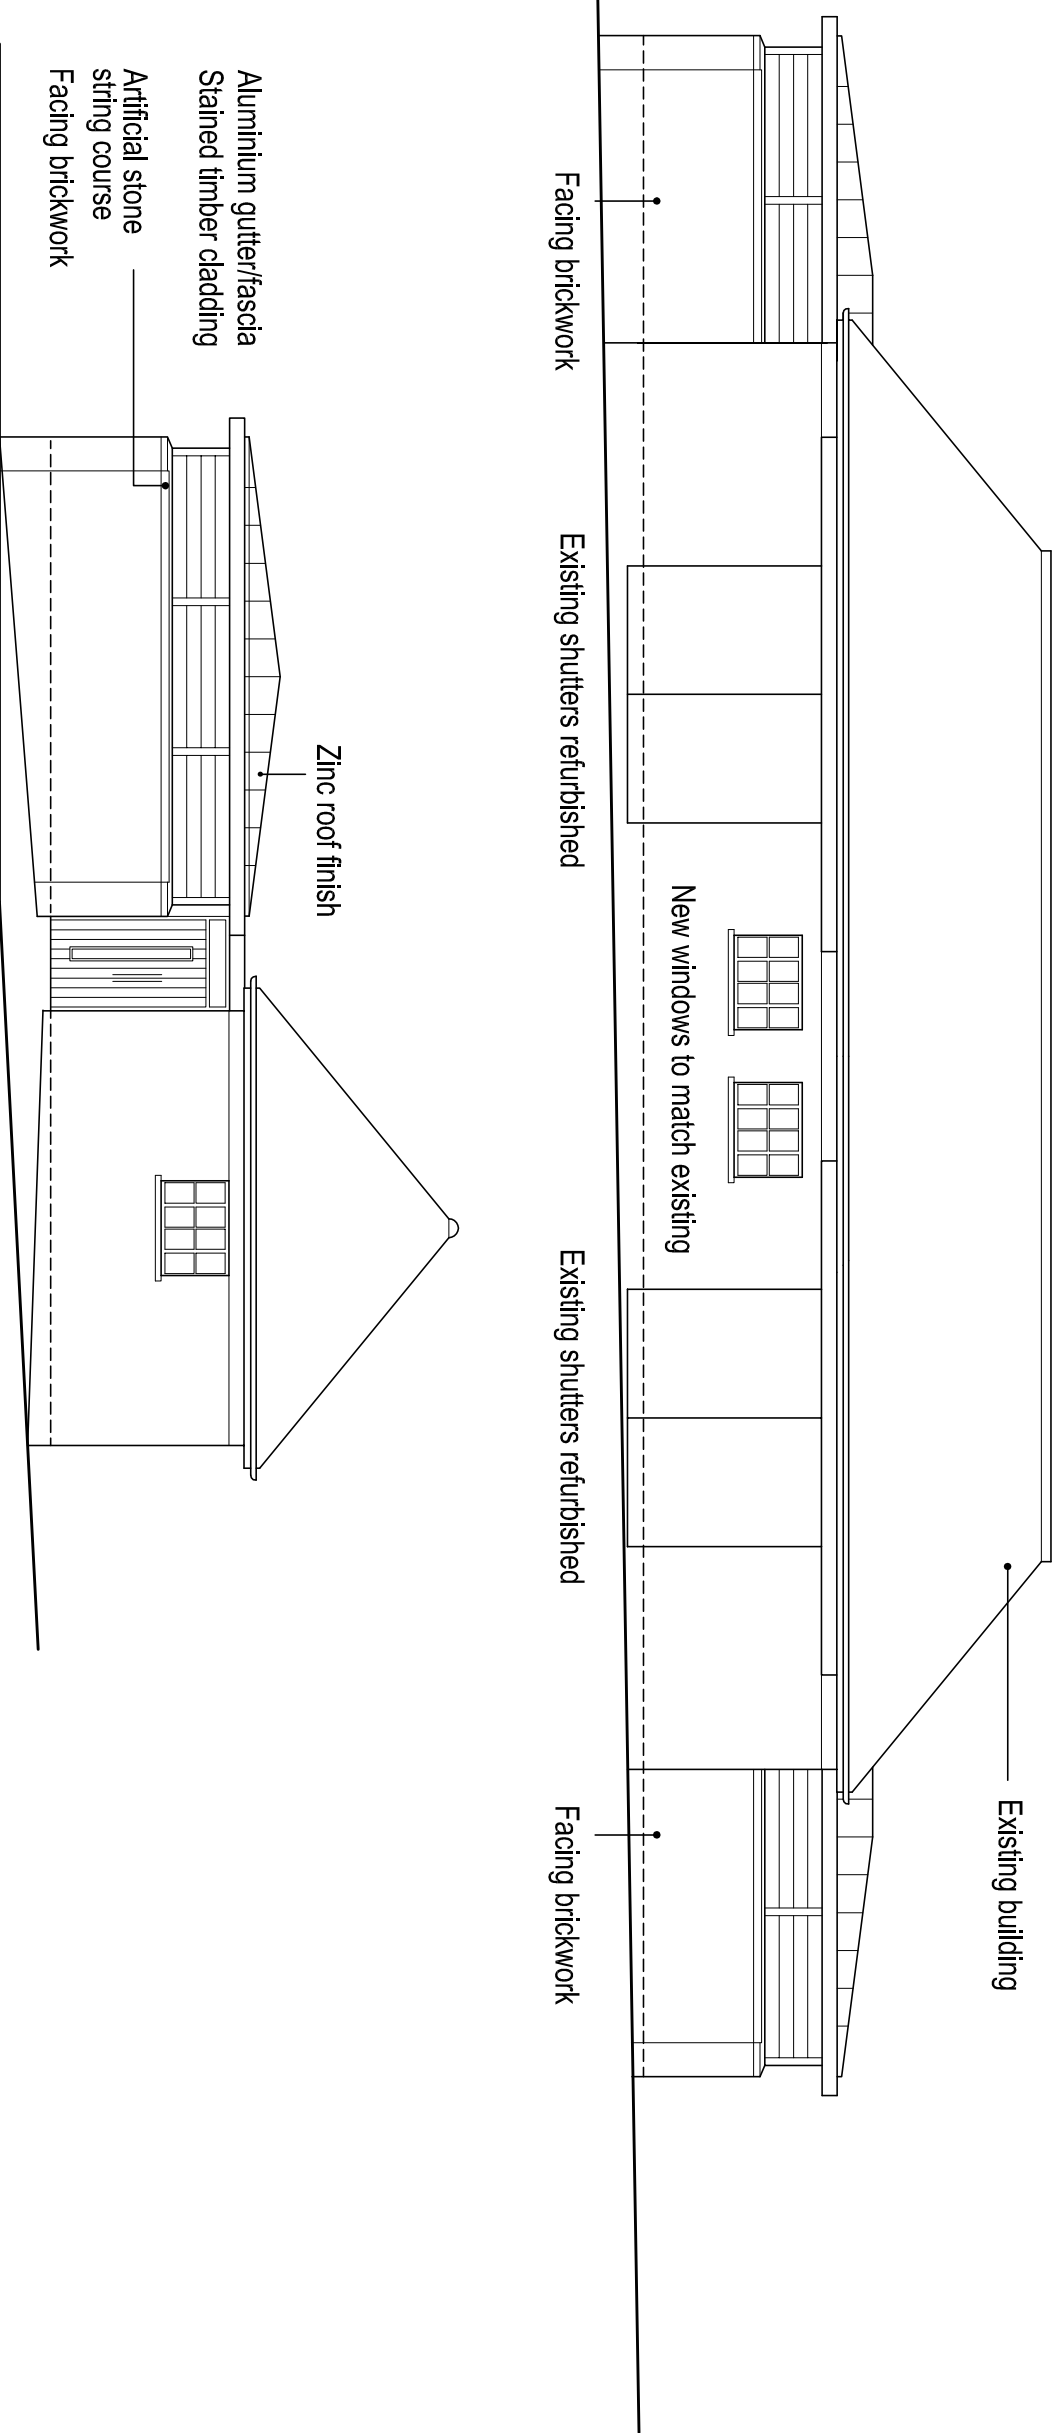 Existing building
New windows to match existing
Facing brickwork
Existing shutters refurbished
Existing shutters refurbished
Facing brickwork
Zinc roof finish
Aluminium gutter/fascia
Stained timber cladding
Artificial stone
string course
Facing brickwork